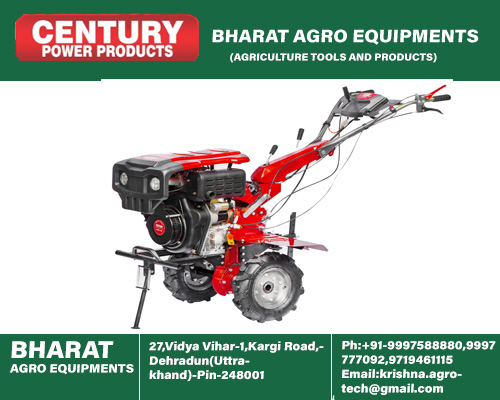 CENTURY
POWER PRODUCTS
BHARAT AGRO EQUIPMENTS
(AGRICULTURE TOOLS AND PRODUCTS)
BHARAT
AGRO EQUIPMENTS
27,Vidya Vihar-1,Kargi Road,-
Dehradun(Uttra-
khand)-Pin-248001
Ph:+91-9997588880,9997
777092,9719461115
Email:krishna.agro-
tech@gmail.com